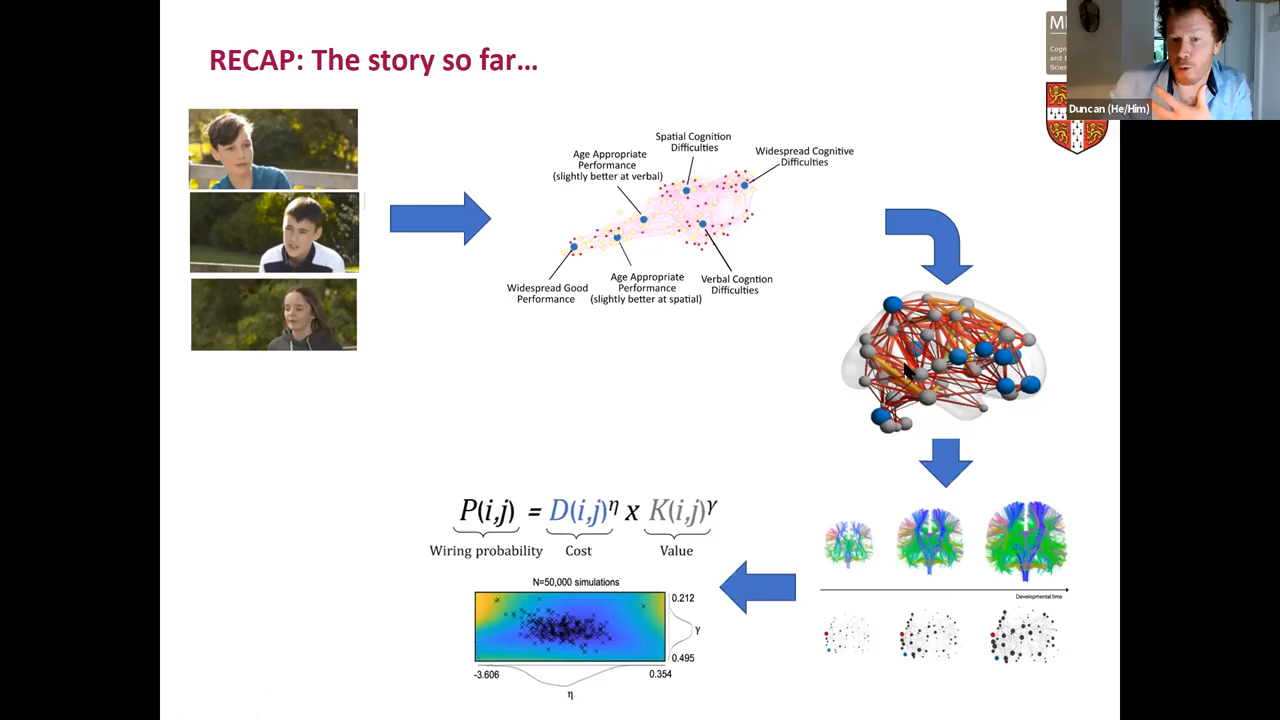 RECAP: The story so far…
Duncan (He/Him)
Spatial Cognition
Difficulties
Age Appropriate
Performance
(slightly better at verbal)
Widespread Cognitive
Difficulties
Widespread Good
Performance
Age Appropriate
Performance
(slightly better at spatial)
Verbal Cogntion
Difficulties
P(i,j) = D(i,j)η x K(i,j)γ
Wiring probability Cost Value
N=50,000 simulations
0.212
γ
0.495
-3.606 0.354
η
Developmental time